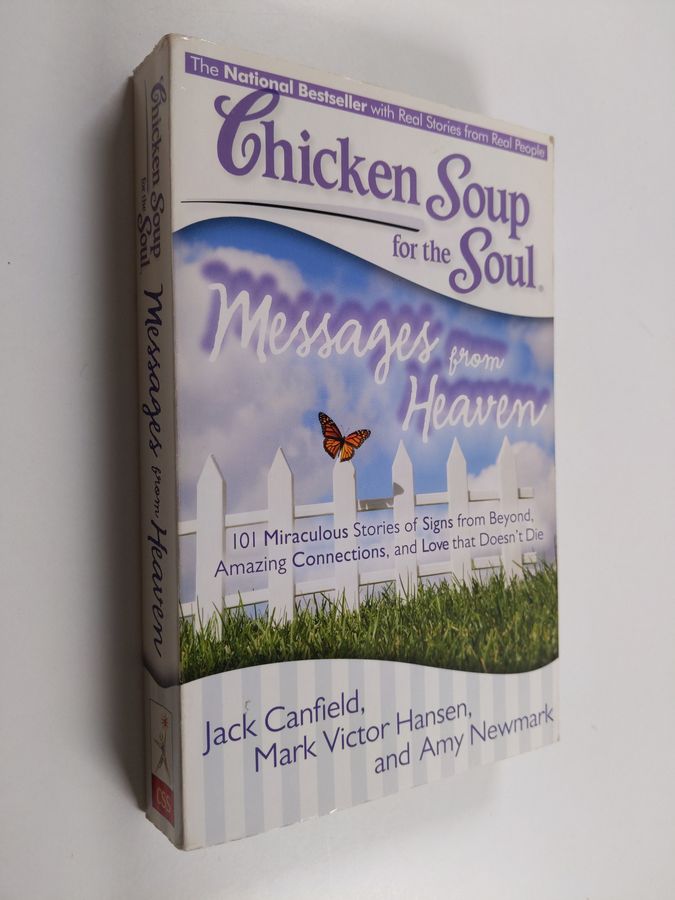 The National Bestseller with Real Stories from Real People
Chicken Soup
for the Soul®
Messages from
Heaven
101 Miraculous Stories of Signs from Beyond,
Amazing Connections, and Love that Doesn't Die
Jack Canfield,
Mark Victor Hansen,
and Amy Newmark
Chicken Soup
for the Soul
Messages from Heaven
CSS